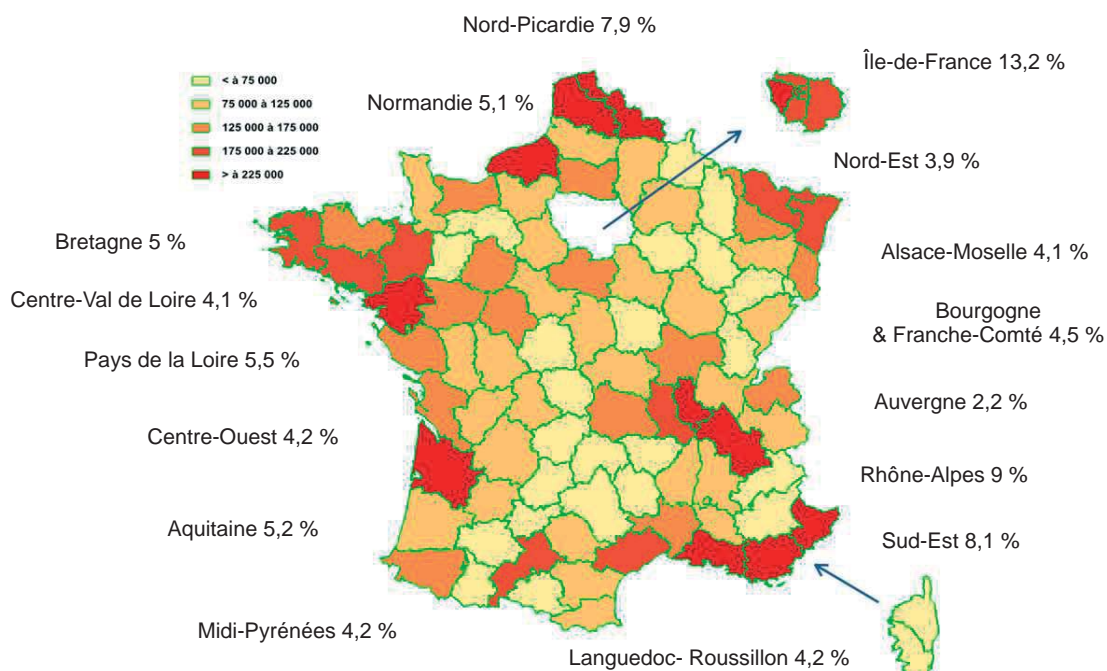 Nord-Picardie 7,9 %
Île-de-France 13,2 %
< à 75 000
75 000 à 125 000
125 000 à 175 000
175 000 à 225 000
> à 225 000
Normandie 5,1 %
Nord-Est 3,9 %
Bretagne 5 %
Alsace-Moselle 4,1 %
Centre-Val de Loire 4,1 %
Bourgogne
& Franche-Comté 4,5 %
Pays de la Loire 5,5 %
Auvergne 2,2 %
Centre-Ouest 4,2 %
Rhône-Alpes 9 %
Aquitaine 5,2 %
Sud-Est 8,1 %
Midi-Pyrénées 4,2 %
Languedoc- Roussillon 4,2 %